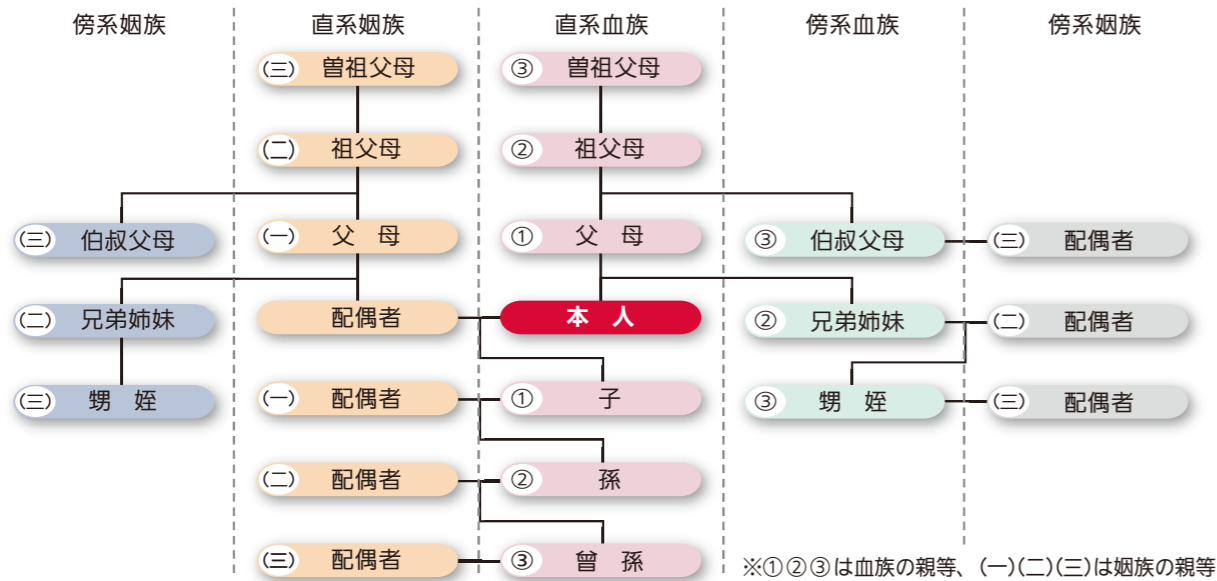 傍系姻族 直系姻族 直系血族 傍系血族 傍系姻族
(三) 曽祖父母 ③ 曽祖父母
(二) 祖父母 ② 祖父母
(三) 伯叔父母 (一) 父　母 ① 父　母 ③ 伯叔父母 (三) 配偶者
(二) 兄弟姉妹 配偶者 本　人 ② 兄弟姉妹 (二) 配偶者
(三) 甥　姪 (一) 配偶者 ① 子 ③ 甥　姪 (三) 配偶者
(二) 配偶者 ② 孫
(三) 配偶者 ③ 曾　孫
※①②③は血族の親等、(一)(二)(三)は姻族の親等